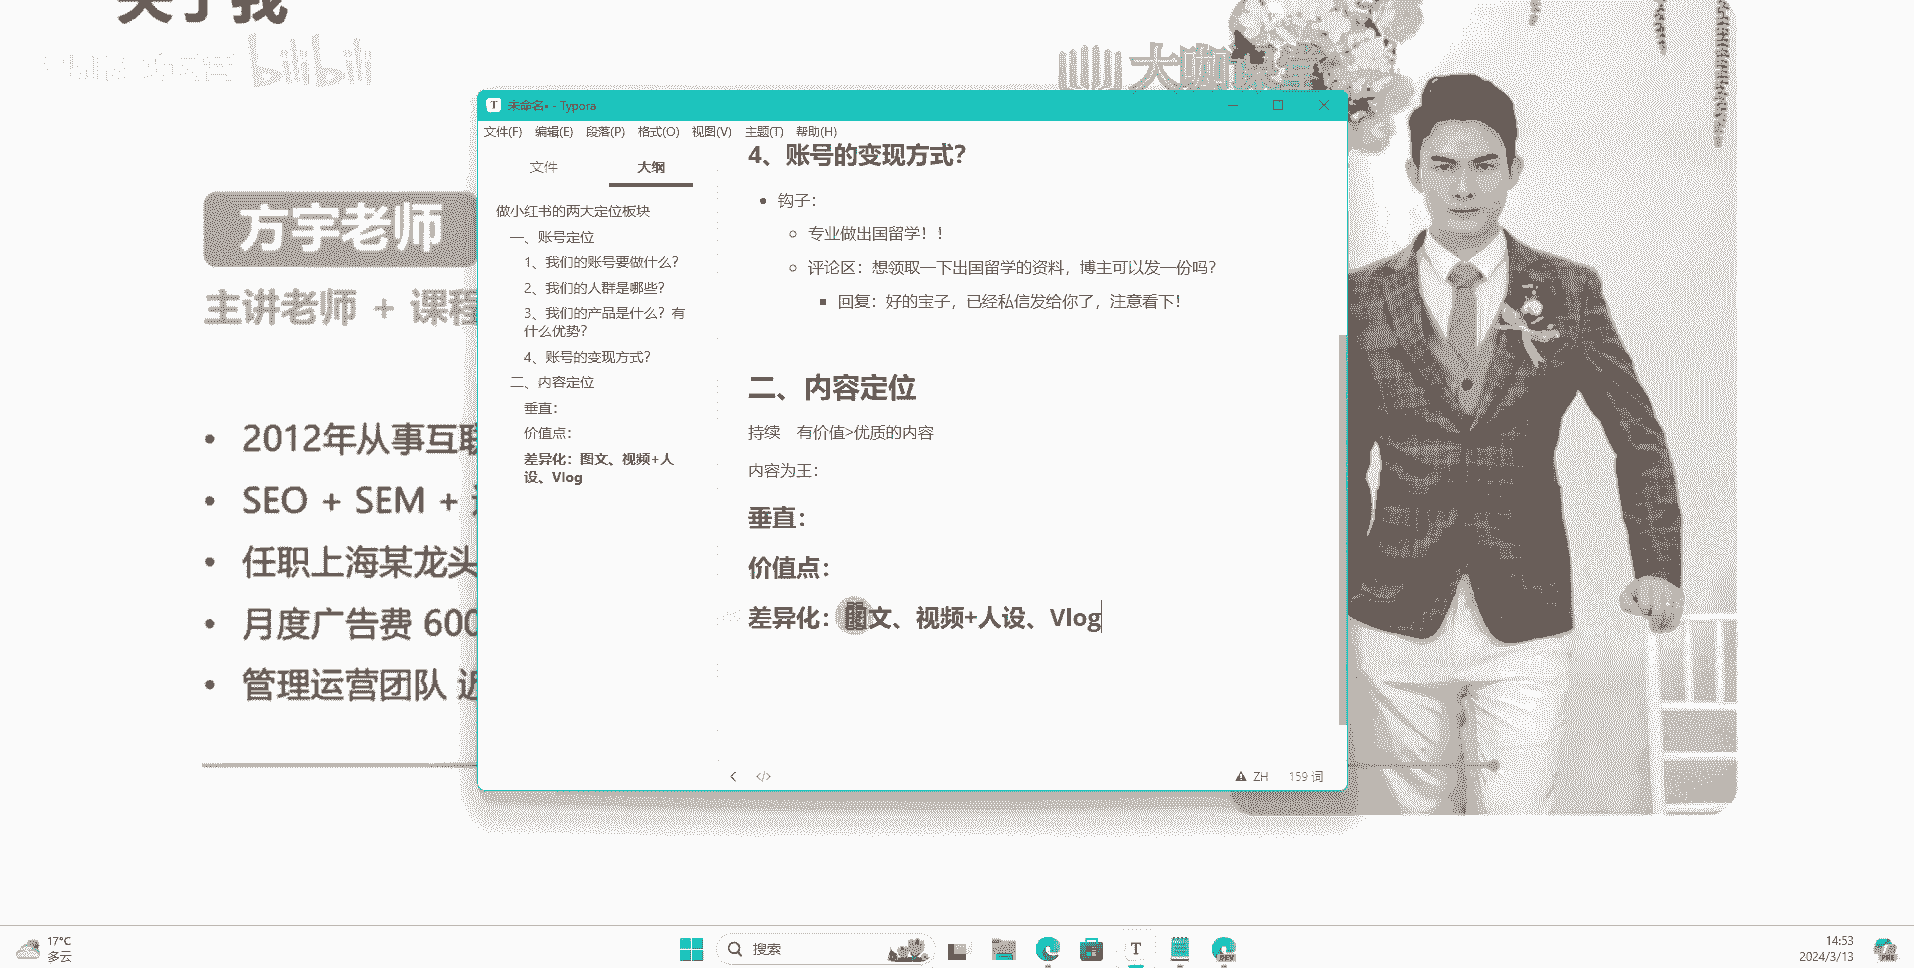 关于我
bilibili
大咖课堂
方宇老师
主讲老师 + 课程
2012年从事互联
SEO + SEM +
任职上海某龙头
月度广告费 600
管理运营团队 近
未命名• - Typora
文件(F) 编辑(E) 段落(P) 格式(O) 视图(V) 主题(T) 帮助(H)
文件 大纲
做小红书的两大定位板块
一、账号定位
1、我们的账号要做什么？
2、我们的人群是哪些？
3、我们的产品是什么？有
什么优势？
4、账号的变现方式？
二、内容定位
垂直：
价值点：
差异化：图文、视频+人
设、Vlog
4、账号的变现方式？
钩子：
专业做出国留学！！
评论区：想领取一下出国留学的资料，博主可以发一份吗？
回复：好的宝子，已经私信发给你了，注意看下！
二、内容定位
持续 有价值>优质的内容
内容为王：
垂直：
价值点：
差异化：图文、视频+人设、Vlog
</> ZH 159 词
17°C
多云
搜索
T
DEV
14:53
2024/3/13
PRE